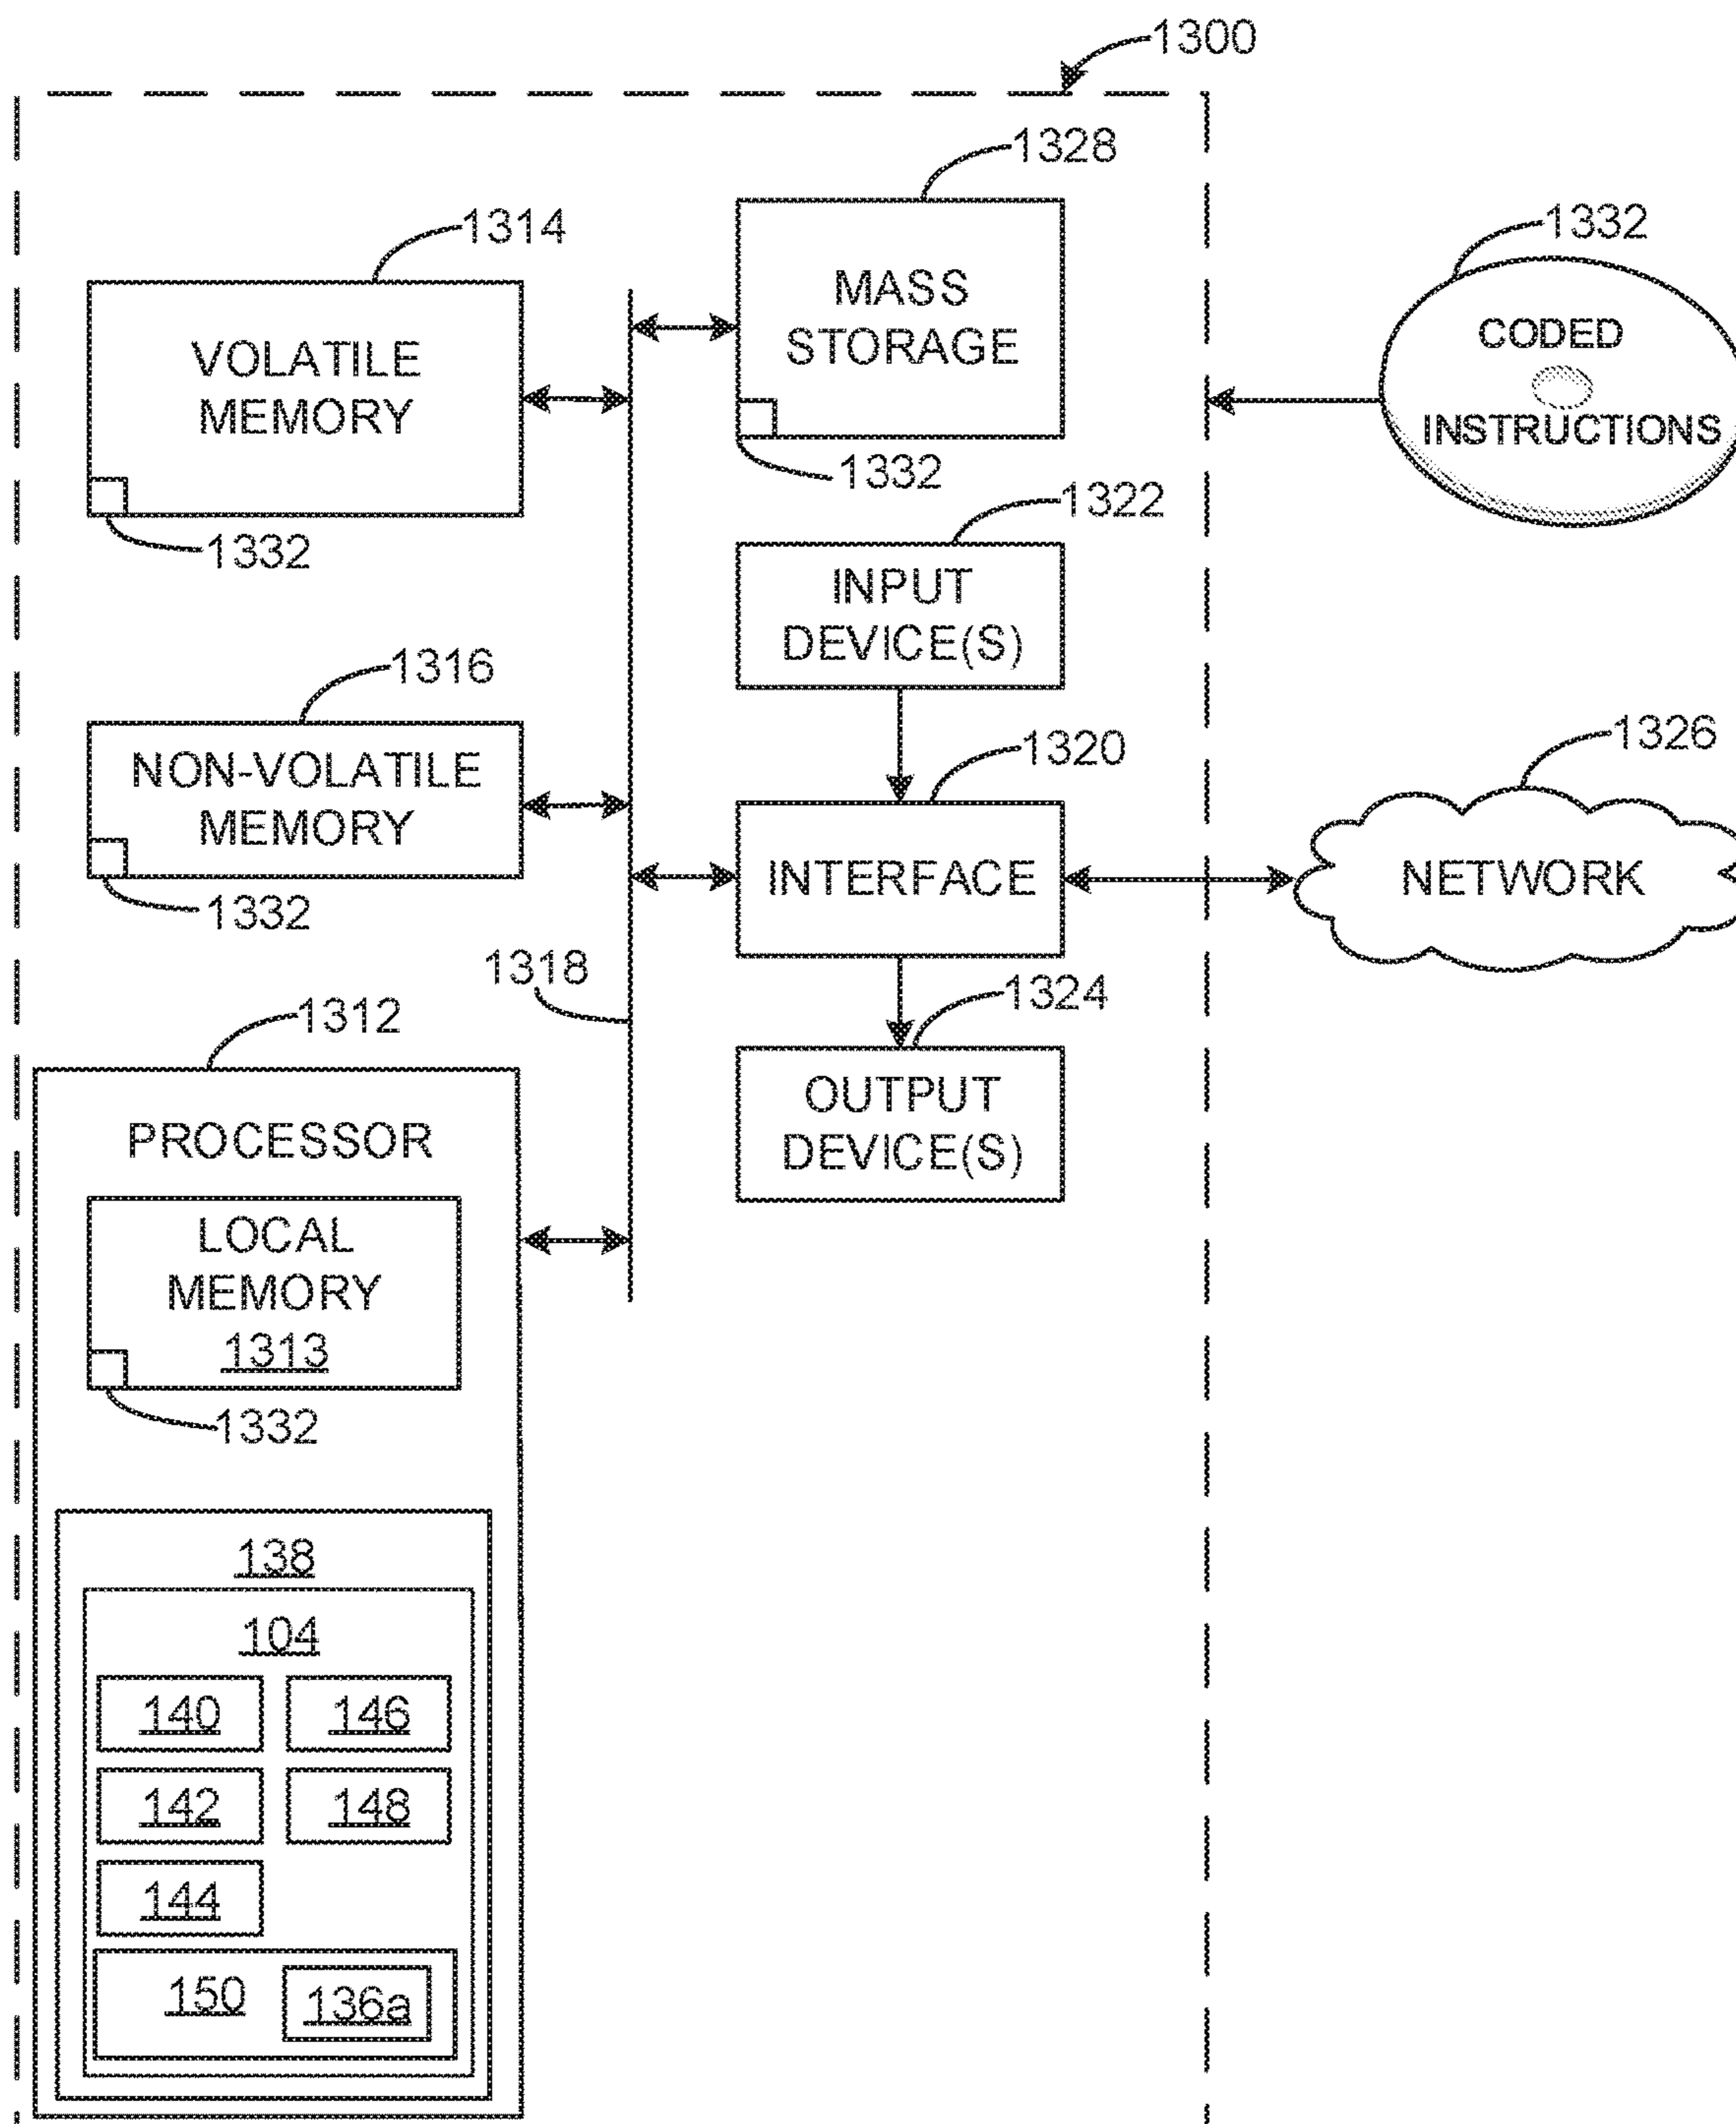 1300
1328
1314
1332
MASS
STORAGE
VOLATILE
MEMORY
CODED
INSTRUCTIONS
1332
1332
1322
INPUT
DEVICE(S)
1316
1320
1326
NON-VOLATILE
MEMORY
INTERFACE
NETWORK
1332
1318
1324
1312
OUTPUT
DEVICE(S)
PROCESSOR
LOCAL
MEMORY
1313
1332
138
104
140
146
142
148
144
150
136a